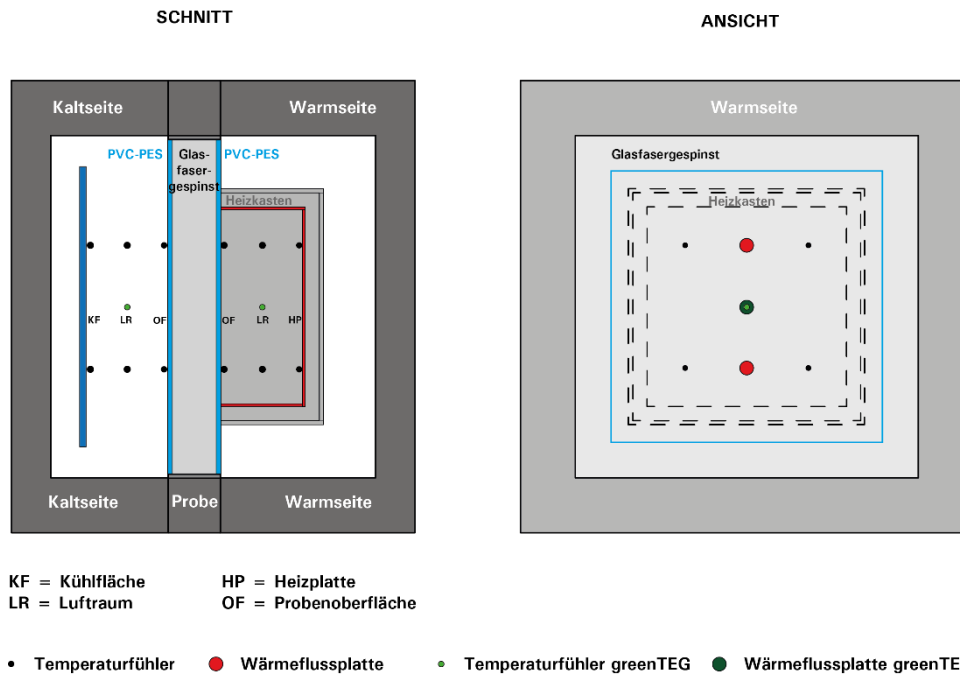 SCHNITT
ANSICHT
Kaltseite
Warmseite
Warmseite
PVC-PES
Glas-
faser-
gespinst
PVC-PES
Glasfasergespinst
Heizkasten
Heizkasten
KF
LR
OF
OF
LR
HP
Kaltseite
Probe
Warmseite
KF = Kühlfläche
HP = Heizplatte
LR = Luftraum
OF = Probenoberfläche
Temperaturfühler
Wärmeflussplatte
Temperaturfühler greenTEG
Wärmeflussplatte greenTE